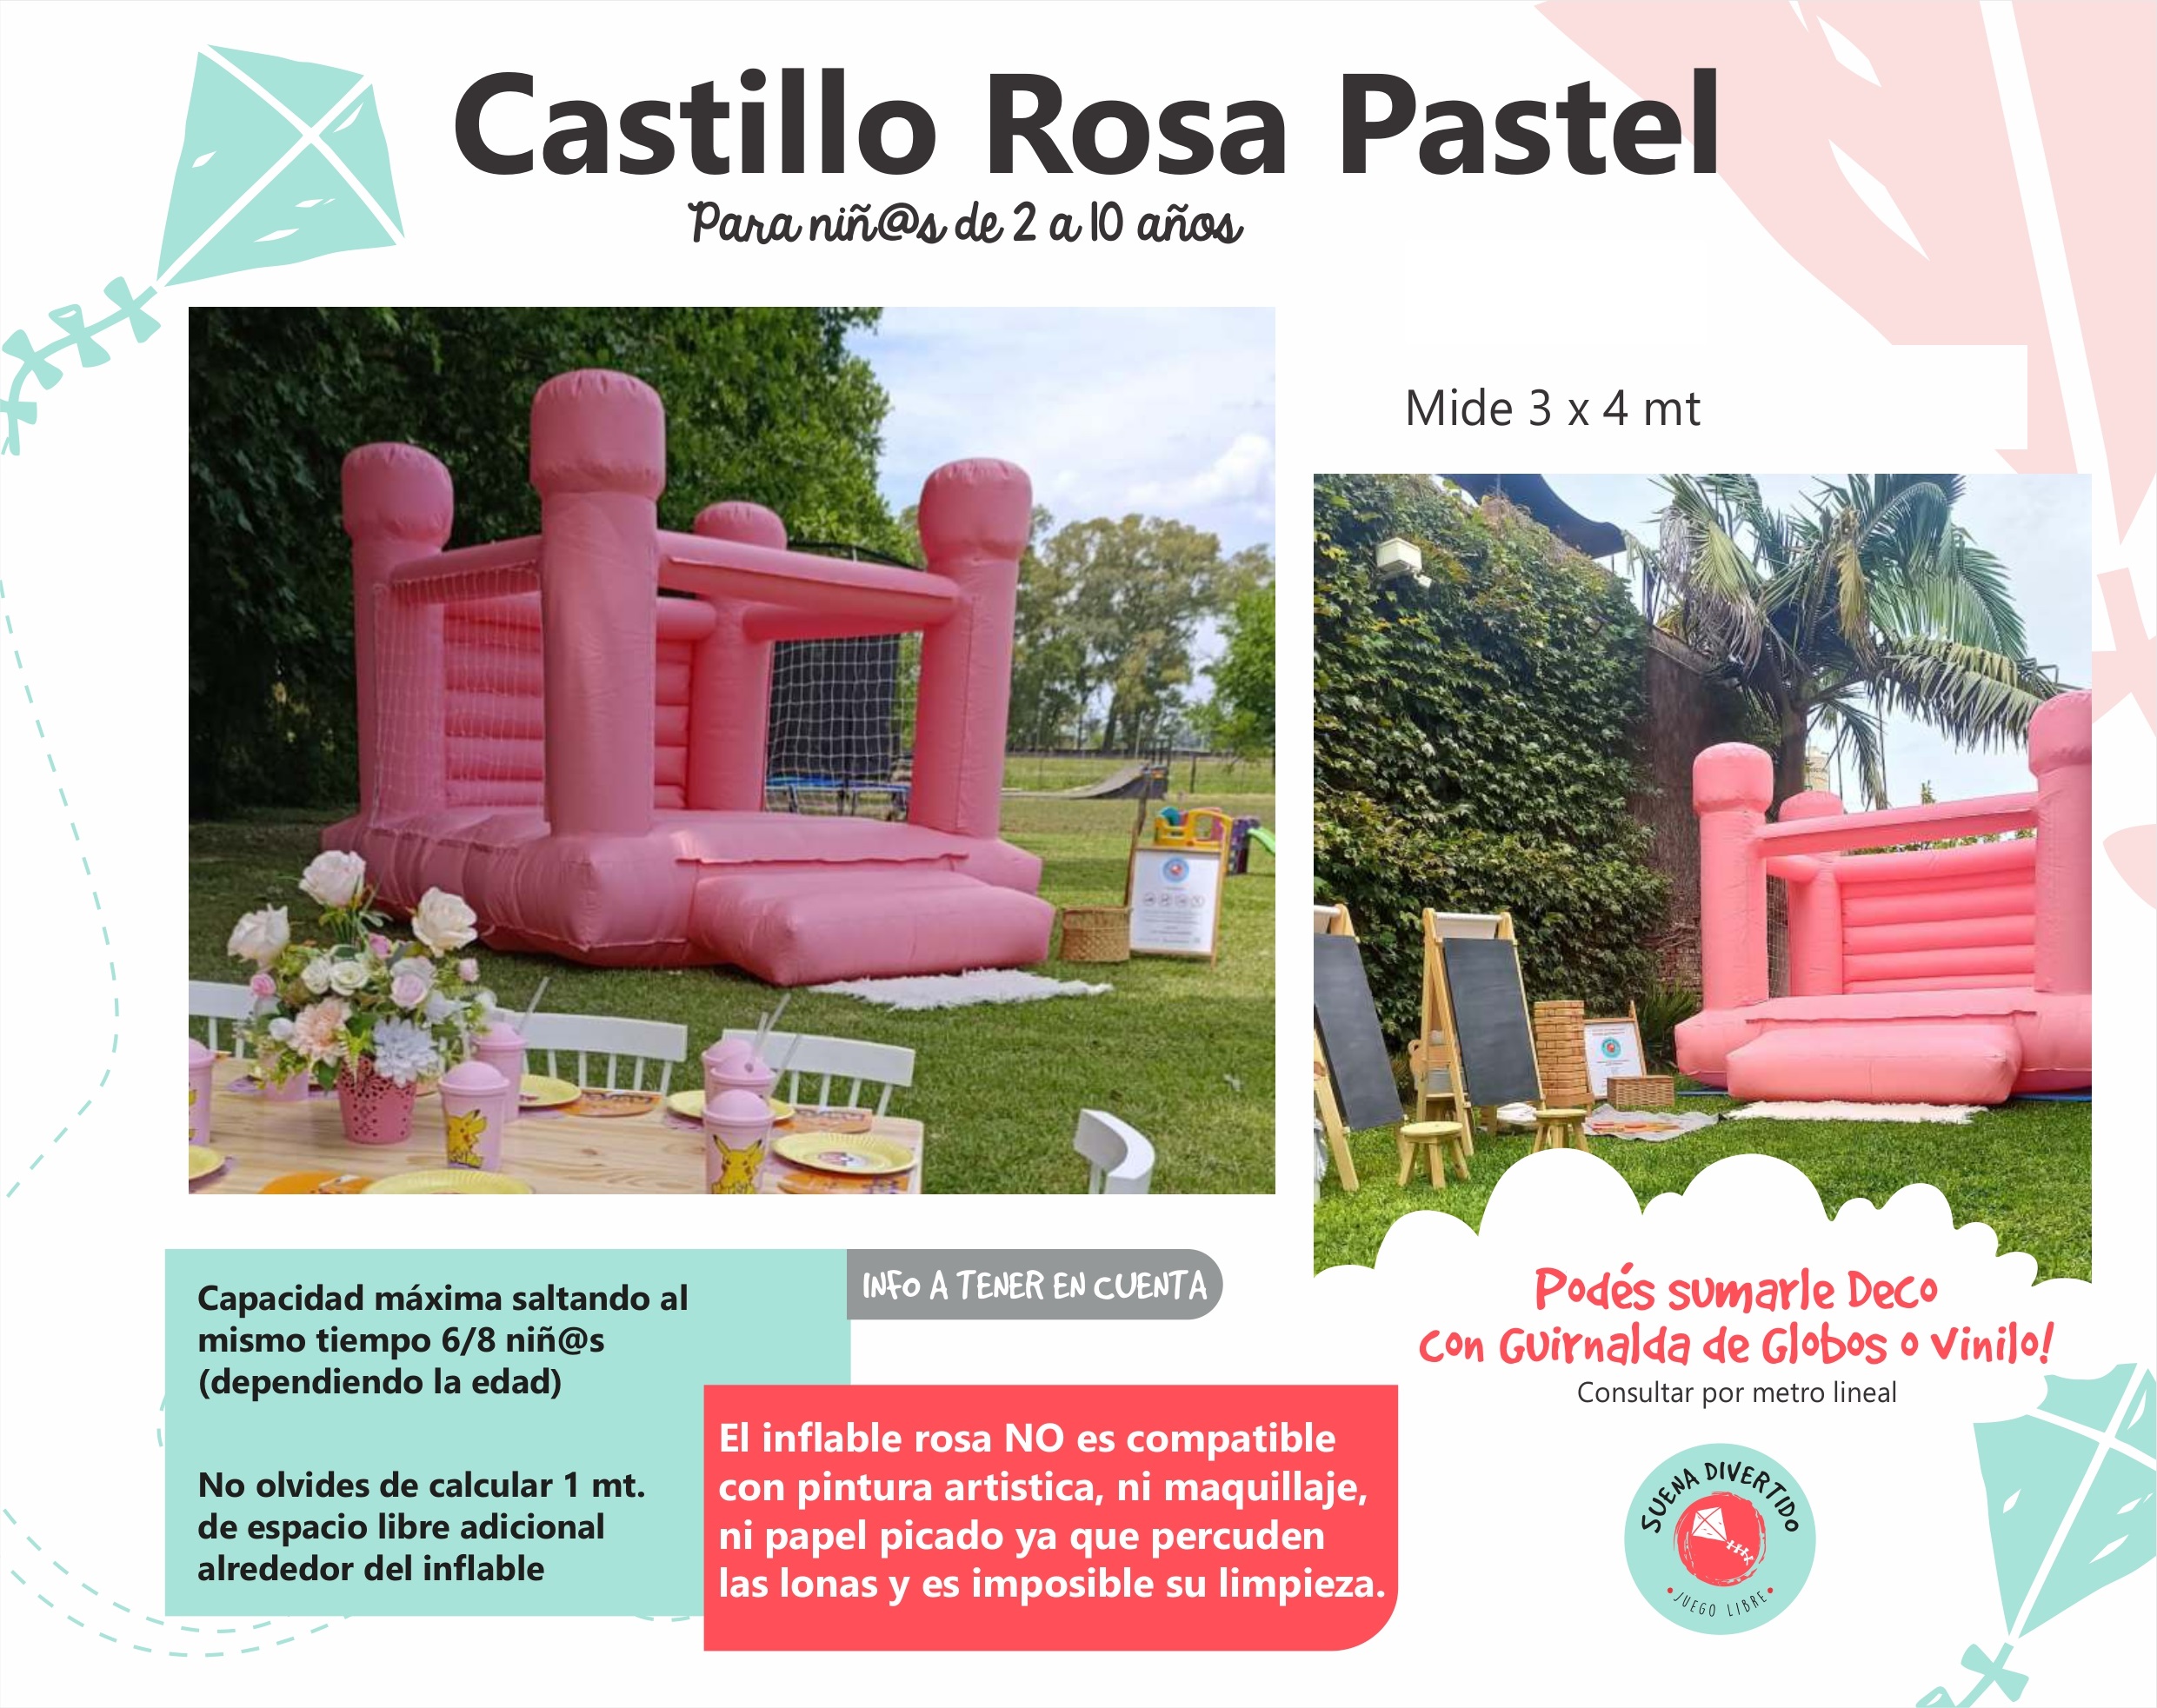 Castillo Rosa Pastel
Para niñ@s de 2 a 10 años
Mide 3 x 4 mt
INFO A TENER EN CUENTA
Capacidad máxima saltando al
mismo tiempo 6/8 niñ@s
(dependiendo la edad)
No olvides de calcular 1 mt.
de espacio libre adicional
alrededor del inflable
El inflable rosa NO es compatible
con pintura artistica, ni maquillaje,
ni papel picado ya que percuden
las lonas y es imposible su limpieza.
Podés sumarle Deco
con Guirnalda de Globos o Vinilo!
Consultar por metro lineal
SUENA DIVERTIDO
JUEGO LIBRE